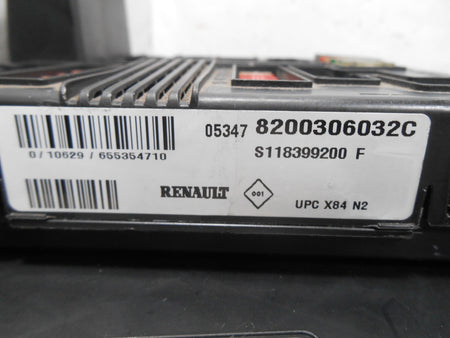 05347 8200306032C
0/10629/655354710
S118399200 F
RENAULT
001
UPC X84 N2